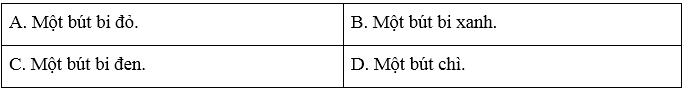 A. Một bút bi đỏ.
B. Một bút bi xanh.
C. Một bút bi đen.
D. Một bút chì.